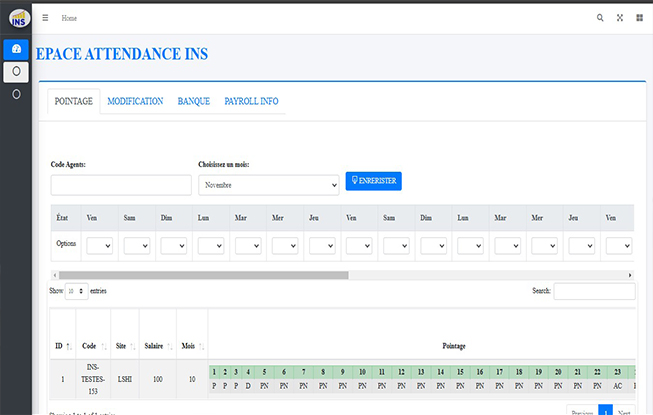 INS
Home
EPACE ATTENDANCE INS
POINTAGE MODIFICATION BANQUE PAYROLL INFO
Code Agents: Choisissez un mois:
Novembre ENRERISTER
État Ven Sam Dim Lun Mar Mer Jeu Ven Sam Dim Lun Mar Mer Jeu Ven
Options
Show 10 entries Search:
ID Code Site Salaire Mois Pointage
1 INS-TESTES-153 LSHI 100 10
1 2 3 4 5 6 7 8 9 10 11 12 13 14 15 16 17 18 19 20 21 22 23
P P P D PN PN PN PN PN PN PN PN PN PN PN PN PN PN PN PN PN PN AC
Previous 1 Next